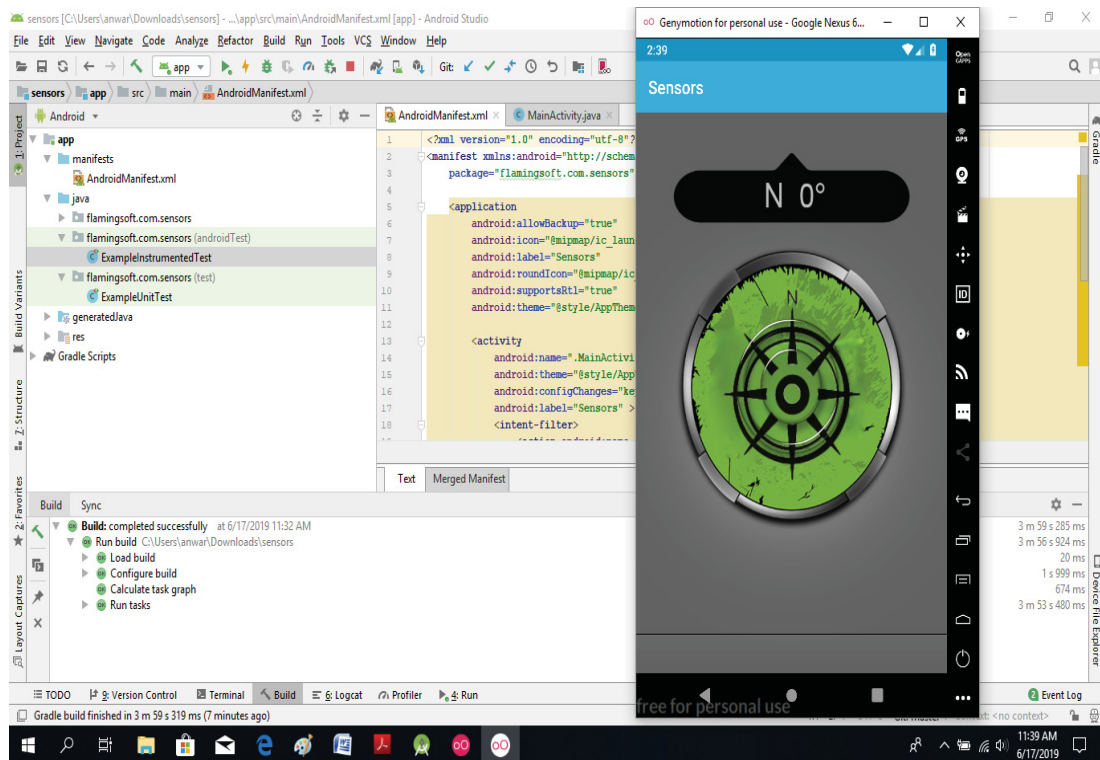 sensors [C:\Users\anwar\Downloads\sensors] - ...\app\src\main\AndroidManifest.xml [app] - Android Studio
File Edit View Navigate Code Analyze Refactor Build Run Tools VCS Window Help
app Git:
sensors app src main AndroidManifest.xml
Android
AndroidManifest.xml MainActivity.java
1: Project
app
manifests
AndroidManifest.xml
java
flamingsoft.com.sensors
flamingsoft.com.sensors (androidTest)
ExampleInstrumentedTest
flamingsoft.com.sensors (test)
ExampleUnitTest
generatedJava
res
Gradle Scripts
Build Variants
Z: Structure
2: Favorites
Layout Captures
1 <?xml version="1.0" encoding="utf-8"?
2 <manifest xmlns:android="http://schem
3 package="flamingsoft.com.sensors"
4
5 <application
6 android:allowBackup="true"
7 android:icon="@mipmap/ic_laun
8 android:label="Sensors"
9 android:roundIcon="@mipmap/ic
10 android:supportsRtl="true"
11 android:theme="@style/AppThem
12
13 <activity
14 android:name=".MainActivi
15 android:theme="@style/App
16 android:configChanges="ke
17 android:label="Sensors" >
18 <intent-filter>
Text Merged Manifest
Genymotion for personal use - Google Nexus 6...
2:39
Sensors
N 0°
N
free for personal use
Open GAPPS
GPS
ID
Gradle
Device File Explorer
Build Sync
Build: completed successfully at 6/17/2019 11:32 AM
Run build C:\Users\anwar\Downloads\sensors
Load build
Configure build
Calculate task graph
Run tasks
3 m 59 s 285 ms
3 m 56 s 924 ms
20 ms
1 s 999 ms
674 ms
3 m 53 s 480 ms
TODO 9: Version Control Terminal Build 6: Logcat Profiler 4: Run
2 Event Log
Gradle build finished in 3 m 59 s 319 ms (7 minutes ago)
<no context>
11:39 AM
6/17/2019